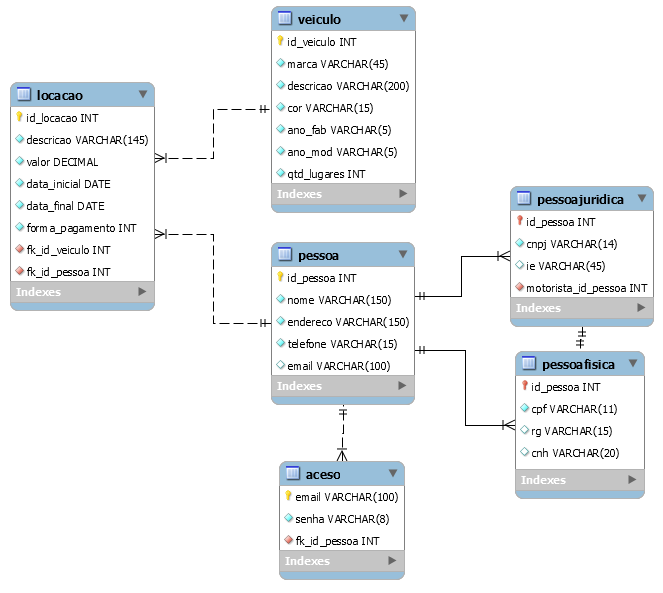 veiculo
id_veiculo INT
marca VARCHAR(45)
descricao VARCHAR(200)
cor VARCHAR(15)
ano_fab VARCHAR(5)
ano_mod VARCHAR(5)
qtd_lugares INT
Indexes
locacao
id_locacao INT
descricao VARCHAR(145)
valor DECIMAL
data_inicial DATE
data_final DATE
forma_pagamento INT
fk_id_veiculo INT
fk_id_pessoa INT
Indexes
pessoa
id_pessoa INT
nome VARCHAR(150)
endereco VARCHAR(150)
telefone VARCHAR(15)
email VARCHAR(100)
Indexes
pessoajuridica
id_pessoa INT
cnpj VARCHAR(14)
ie VARCHAR(45)
motorista_id_pessoa INT
Indexes
pessoafisica
id_pessoa INT
cpf VARCHAR(11)
rg VARCHAR(15)
cnh VARCHAR(20)
Indexes
aceso
email VARCHAR(100)
senha VARCHAR(8)
fk_id_pessoa INT
Indexes